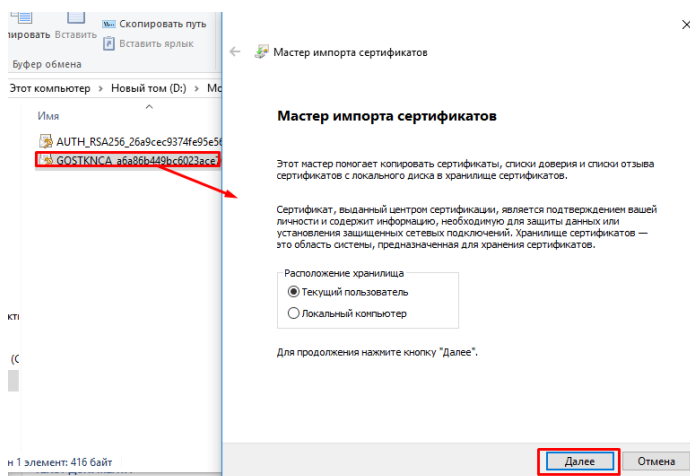 Скопировать путь
Вставить
Вставить ярлык
Буфер обмена
Этот компьютер > Новый том (D:) >
Имя
AUTH_RSA256_26a9cec9374fe95e56
GOSTKNCA_a6a86b449bc6023ace7
1 элемент: 416 байт
Мастер импорта сертификатов
Мастер импорта сертификатов
Этот мастер помогает копировать сертификаты, списки доверия и списки отзыва
сертификатов с локального диска в хранилище сертификатов.
Сертификат, выданный центром сертификации, является подтверждением вашей
личности и содержит информацию, необходимую для защиты данных или
установления защищенных сетевых подключений. Хранилище сертификатов —
это область системы, предназначенная для хранения сертификатов.
Расположение хранилища
Текущий пользователь
Локальный компьютер
Для продолжения нажмите кнопку "Далее".
Далее
Отмена